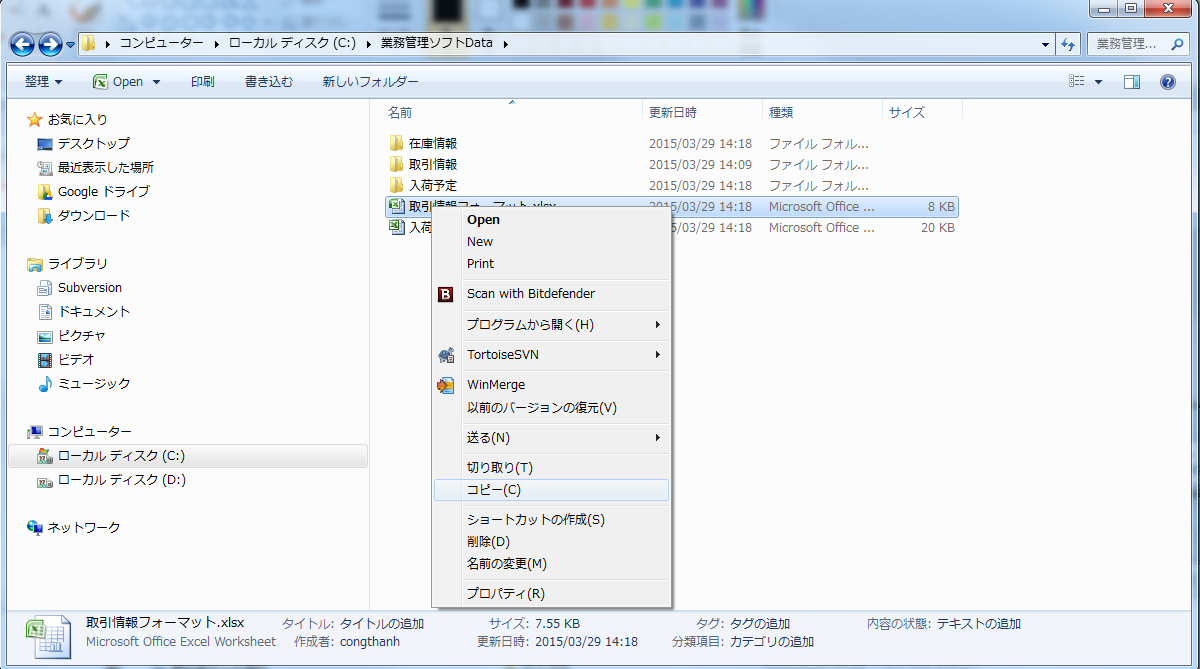 コンピューター ▸ ローカル ディスク (C:) ▸ 業務管理ソフトData ▸
業務管理...
整理 Open 印刷 書き込む 新しいフォルダー
名前 更新日時 種類 サイズ
お気に入り
デスクトップ
最近表示した場所
Google ドライブ
ダウンロード
ライブラリ
Subversion
ドキュメント
ピクチャ
ビデオ
ミュージック
コンピューター
ローカル ディスク (C:)
ローカル ディスク (D:)
ネットワーク
在庫情報 2015/03/29 14:18 ファイル フォル...
取引情報 2015/03/29 14:09 ファイル フォル...
入荷予定 2015/03/29 14:18 ファイル フォル...
取引情報フォーマット.xlsx 2015/03/29 14:18 Microsoft Office ... 8 KB
入荷 5/03/29 14:18 Microsoft Office ... 20 KB
Open
New
Print
B Scan with Bitdefender
プログラムから開く(H)
TortoiseSVN
WinMerge
以前のバージョンの復元(V)
送る(N)
切り取り(T)
コピー(C)
ショートカットの作成(S)
削除(D)
名前の変更(M)
プロパティ(R)
取引情報フォーマット.xlsx タイトル: タイトルの追加 サイズ: 7.55 KB タグ: タグの追加 内容の状態: テキストの追加
Microsoft Office Excel Worksheet 作成者: congthanh 更新日時: 2015/03/29 14:18 分類項目: カテゴリの追加